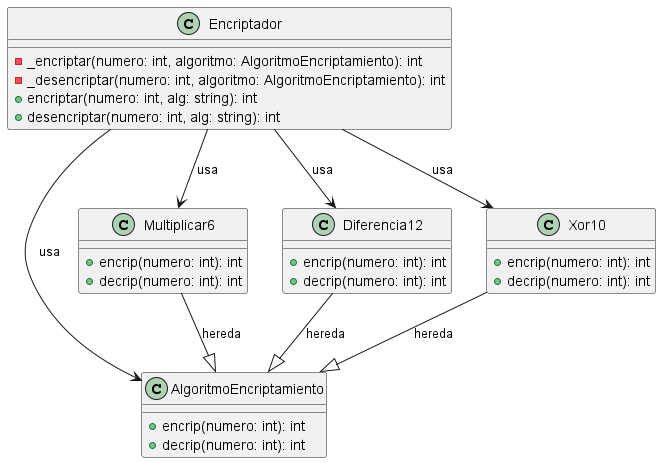 C Encriptador
_encriptar(numero: int, algoritmo: AlgoritmoEncriptamiento): int
_desencriptar(numero: int, algoritmo: AlgoritmoEncriptamiento): int
encriptar(numero: int, alg: string): int
desencriptar(numero: int, alg: string): int
usa
usa
usa
usa
C Multiplicar6
encrip(numero: int): int
decrip(numero: int): int
C Diferencia12
encrip(numero: int): int
decrip(numero: int): int
C Xor10
encrip(numero: int): int
decrip(numero: int): int
hereda
hereda
hereda
C AlgoritmoEncriptamiento
encrip(numero: int): int
decrip(numero: int): int